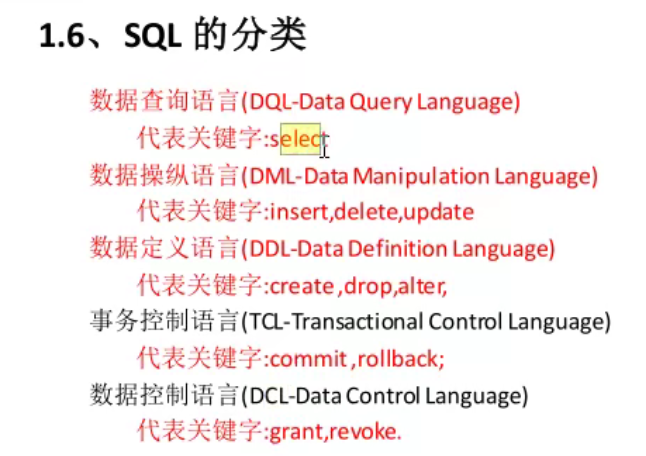 1.6、SQL 的分类
数据查询语言(DQL-Data Query Language)
代表关键字:select
数据操纵语言(DML-Data Manipulation Language)
代表关键字:insert,delete,update
数据定义语言(DDL-Data Definition Language)
代表关键字:create ,drop,alter,
事务控制语言(TCL-Transactional Control Language)
代表关键字:commit ,rollback;
数据控制语言(DCL-Data Control Language)
代表关键字:grant,revoke.